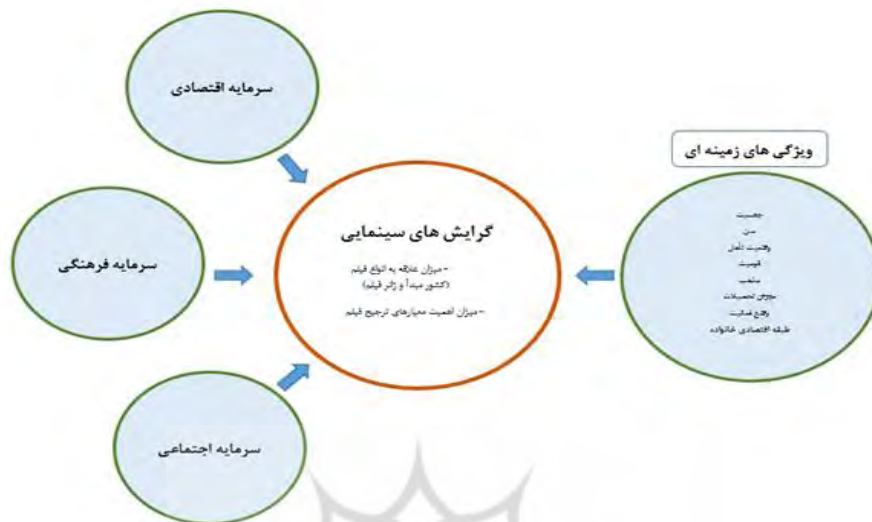 سرمایه اقتصادی
ویژگی های زمینه ای
گرایش های سینمایی
- میزان علاقه به انواع فیلم
(کشور مبدأ و ژانر فیلم)
- میزان اهمیت معیارهای ترجیح فیلم
سرمایه فرهنگی
جنسیت
سن
وضعیت تأهل
قومیت
مذهب
میزان تحصیلات
وضع فعالیت
طبقه اقتصادی خانواده
سرمایه اجتماعی